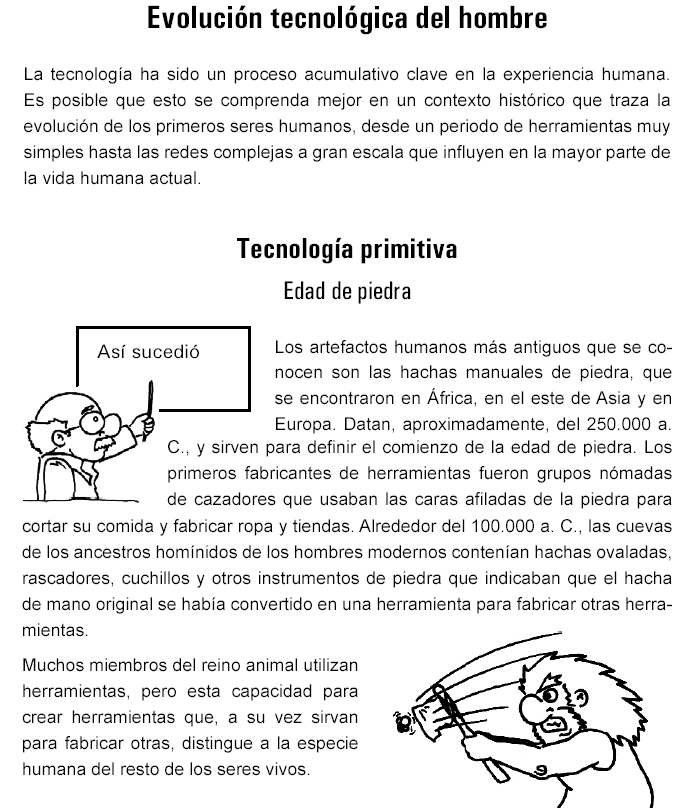 Evolución tecnológica del hombre
La tecnología ha sido un proceso acumulativo clave en la experiencia humana.
Es posible que esto se comprenda mejor en un contexto histórico que traza la
evolución de los primeros seres humanos, desde un periodo de herramientas muy
simples hasta las redes complejas a gran escala que influyen en la mayor parte de
la vida humana actual.
Tecnología primitiva
Edad de piedra
Así sucedió
Los artefactos humanos más antiguos que se co-
nocen son las hachas manuales de piedra, que
se encontraron en África, en el este de Asia y en
Europa. Datan, aproximadamente, del 250.000 a.
C., y sirven para definir el comienzo de la edad de piedra. Los
primeros fabricantes de herramientas fueron grupos nómadas
de cazadores que usaban las caras afiladas de la piedra para
cortar su comida y fabricar ropa y tiendas. Alrededor del 100.000 a. C., las cuevas
de los ancestros homínidos de los hombres modernos contenían hachas ovaladas,
rascadores, cuchillos y otros instrumentos de piedra que indicaban que el hacha
de mano original se había convertido en una herramienta para fabricar otras herra-
mientas.
Muchos miembros del reino animal utilizan
herramientas, pero esta capacidad para
crear herramientas que, a su vez sirvan
para fabricar otras, distingue a la especie
humana del resto de los seres vivos.